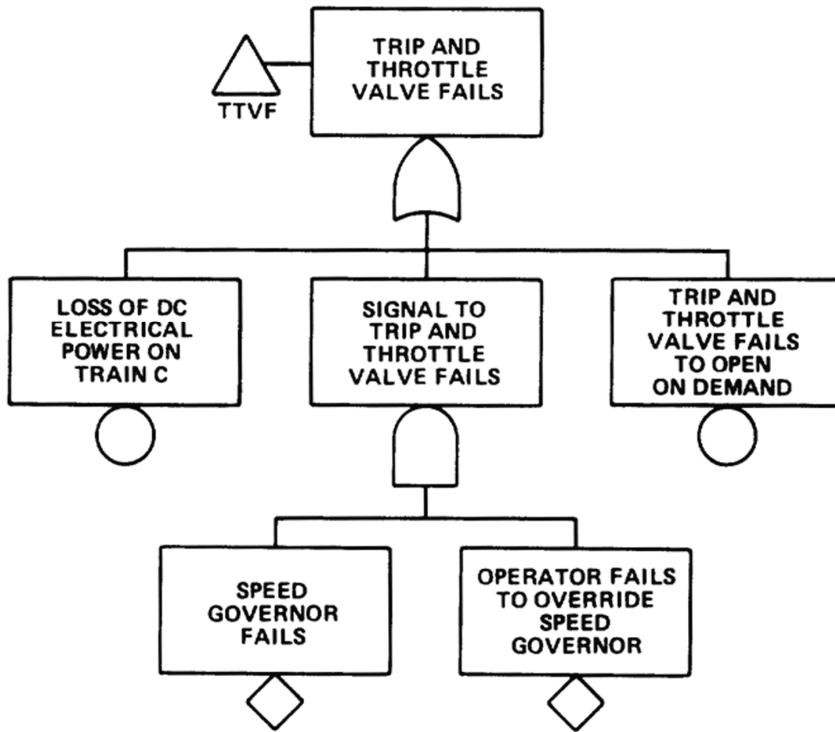 TRIP AND
THROTTLE
VALVE FAILS
TTVF
LOSS OF DC
ELECTRICAL
POWER ON
TRAIN C
SIGNAL TO
TRIP AND
THROTTLE
VALVE FAILS
TRIP AND
THROTTLE
VALVE FAILS
TO OPEN
ON DEMAND
SPEED
GOVERNOR
FAILS
OPERATOR FAILS
TO OVERRIDE
SPEED
GOVERNOR